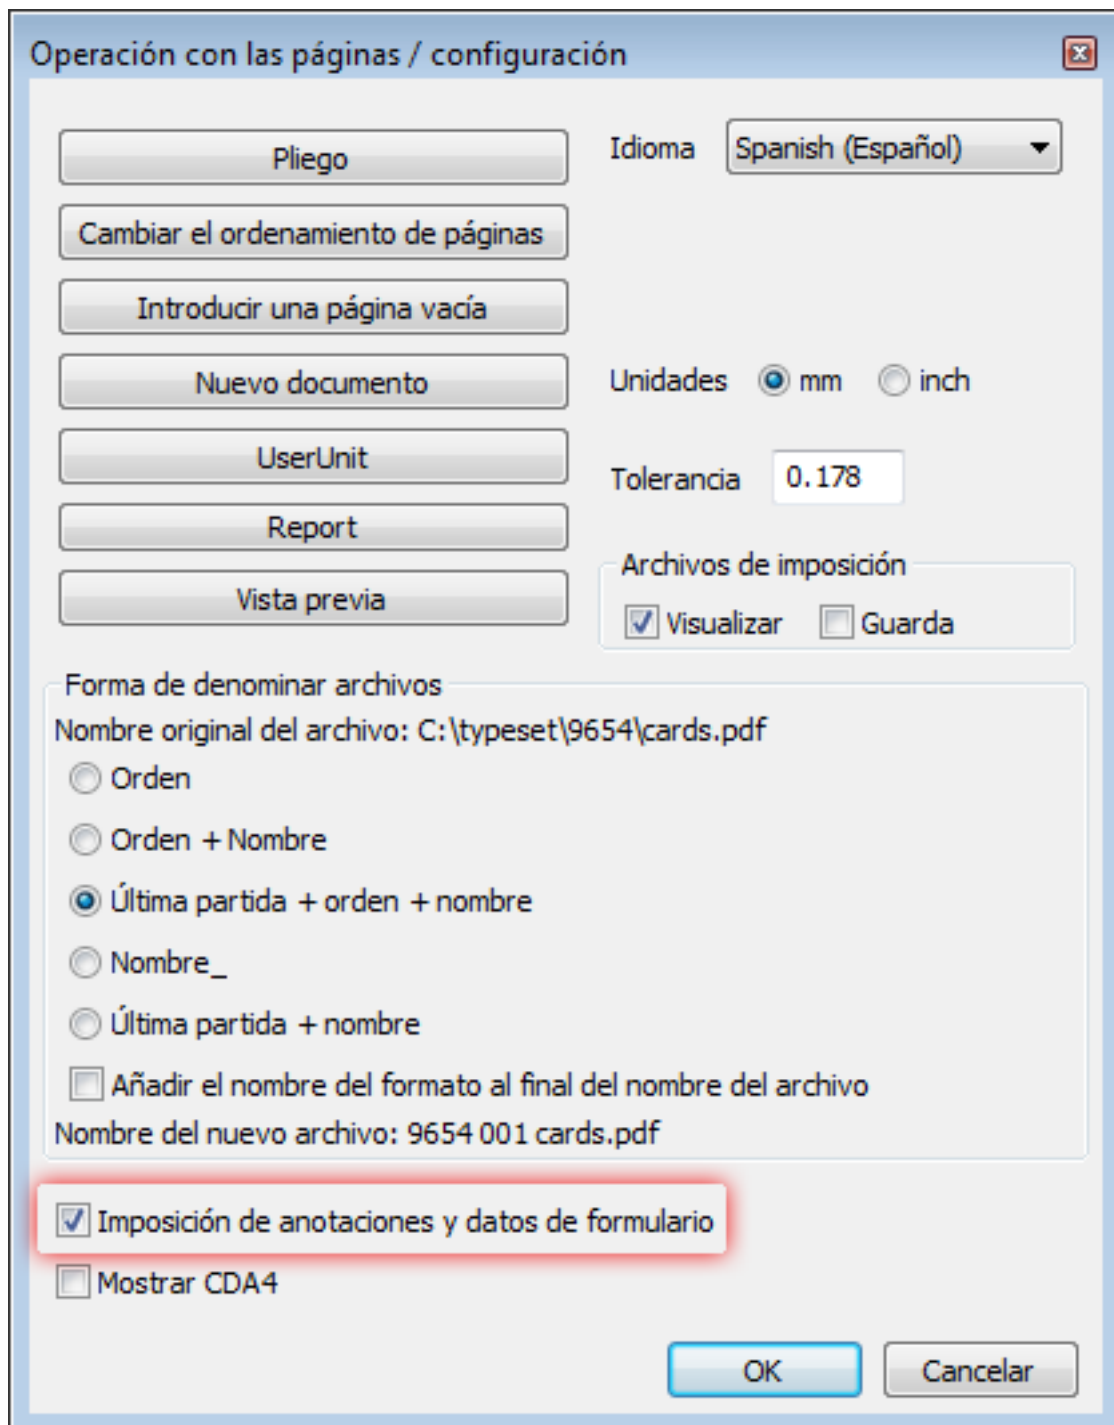 Operación con las páginas / configuración
Pliego
Idioma Spanish (Español)
Cambiar el ordenamiento de páginas
Introducir una página vacía
Nuevo documento
Unidades mm inch
UserUnit
Tolerancia 0.178
Report
Archivos de imposición
Vista previa
Visualizar Guarda
Forma de denominar archivos
Nombre original del archivo: C:\typeset\9654\cards.pdf
Orden
Orden + Nombre
Última partida + orden + nombre
Nombre_
Última partida + nombre
Añadir el nombre del formato al final del nombre del archivo
Nombre del nuevo archivo: 9654 001 cards.pdf
Imposición de anotaciones y datos de formulario
Mostrar CDA4
OK Cancelar